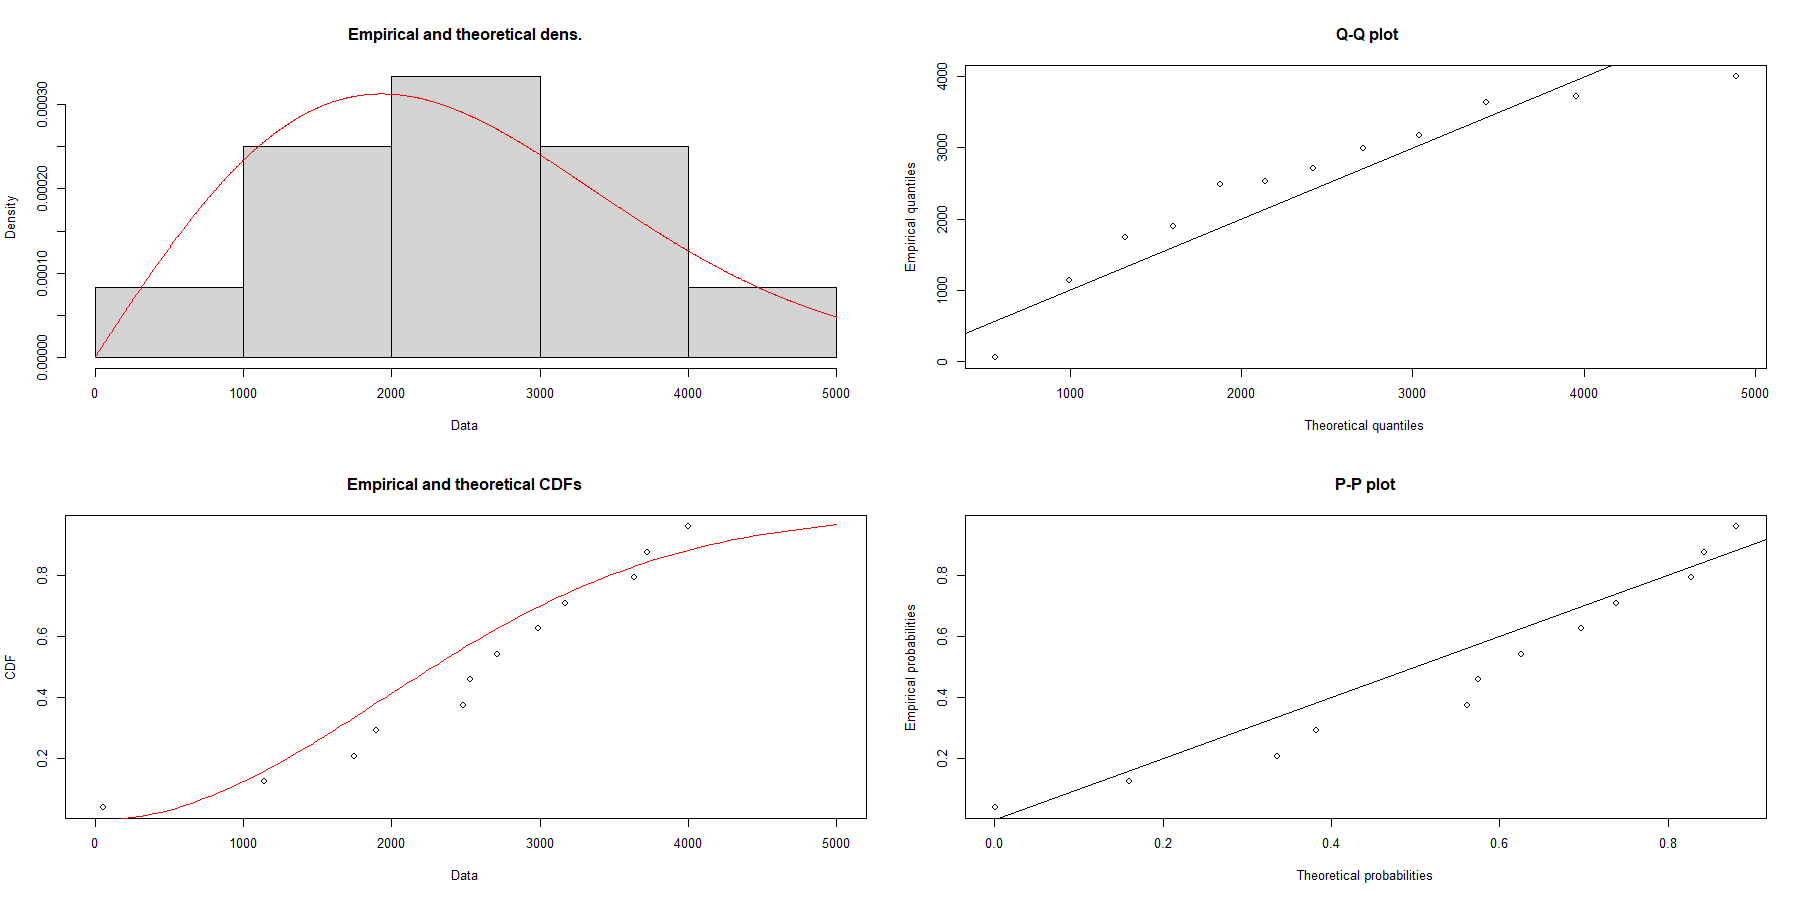 Empirical and theoretical dens.
Density
0.00000 0.00010 0.00020 0.00030
0 1000 2000 3000 4000 5000
Data
Q-Q plot
Empirical quantiles
0 1000 2000 3000 4000
1000 2000 3000 4000 5000
Theoretical quantiles
Empirical and theoretical CDFs
CDF
0.2 0.4 0.6 0.8
0 1000 2000 3000 4000 5000
Data
P-P plot
Empirical probabilities
0.2 0.4 0.6 0.8
0.0 0.2 0.4 0.6 0.8
Theoretical probabilities